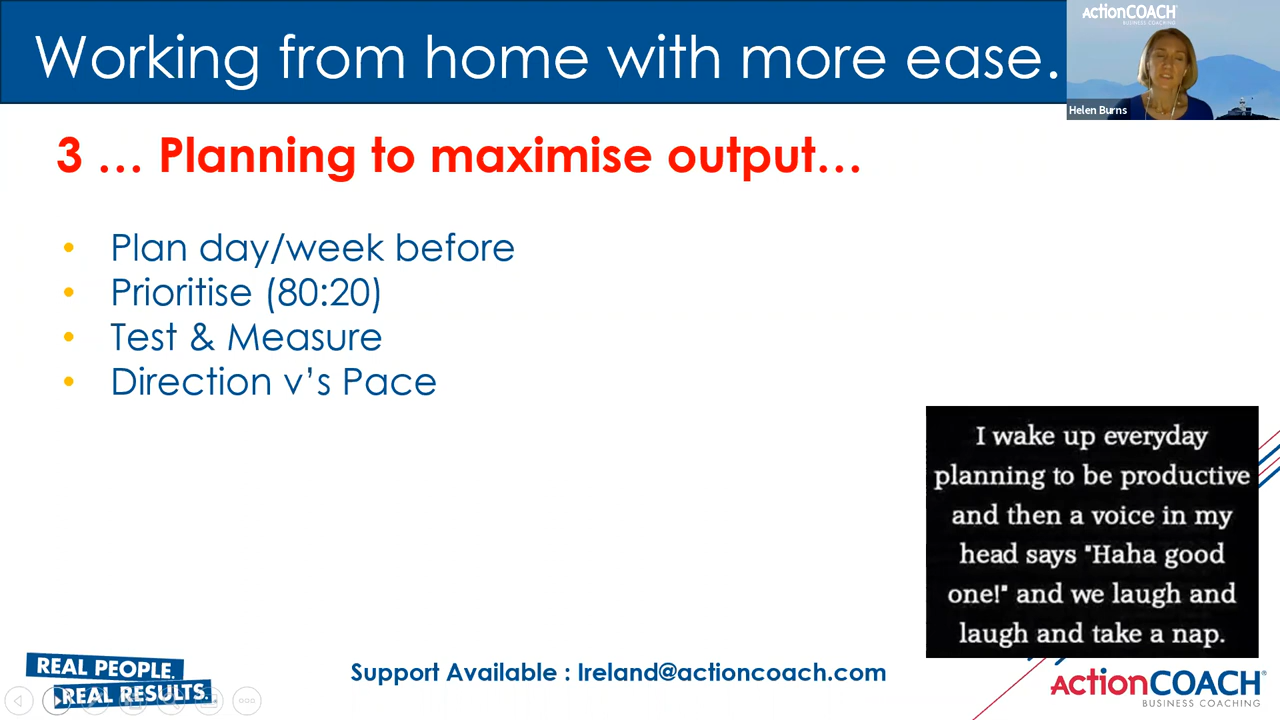 Working from home with more ease.
ActionCOACH
BUSINESS COACHING
Helen Burns
3 … Planning to maximise output…
• Plan day/week before
• Prioritise (80:20)
• Test & Measure
• Direction v’s Pace
I wake up everyday
planning to be productive
and then a voice in my
head says "Haha good
one!" and we laugh and
laugh and take a nap.
REAL PEOPLE.
REAL RESULTS.
Support Available : Ireland@actioncoach.com
ActionCOACH®
BUSINESS COACHING